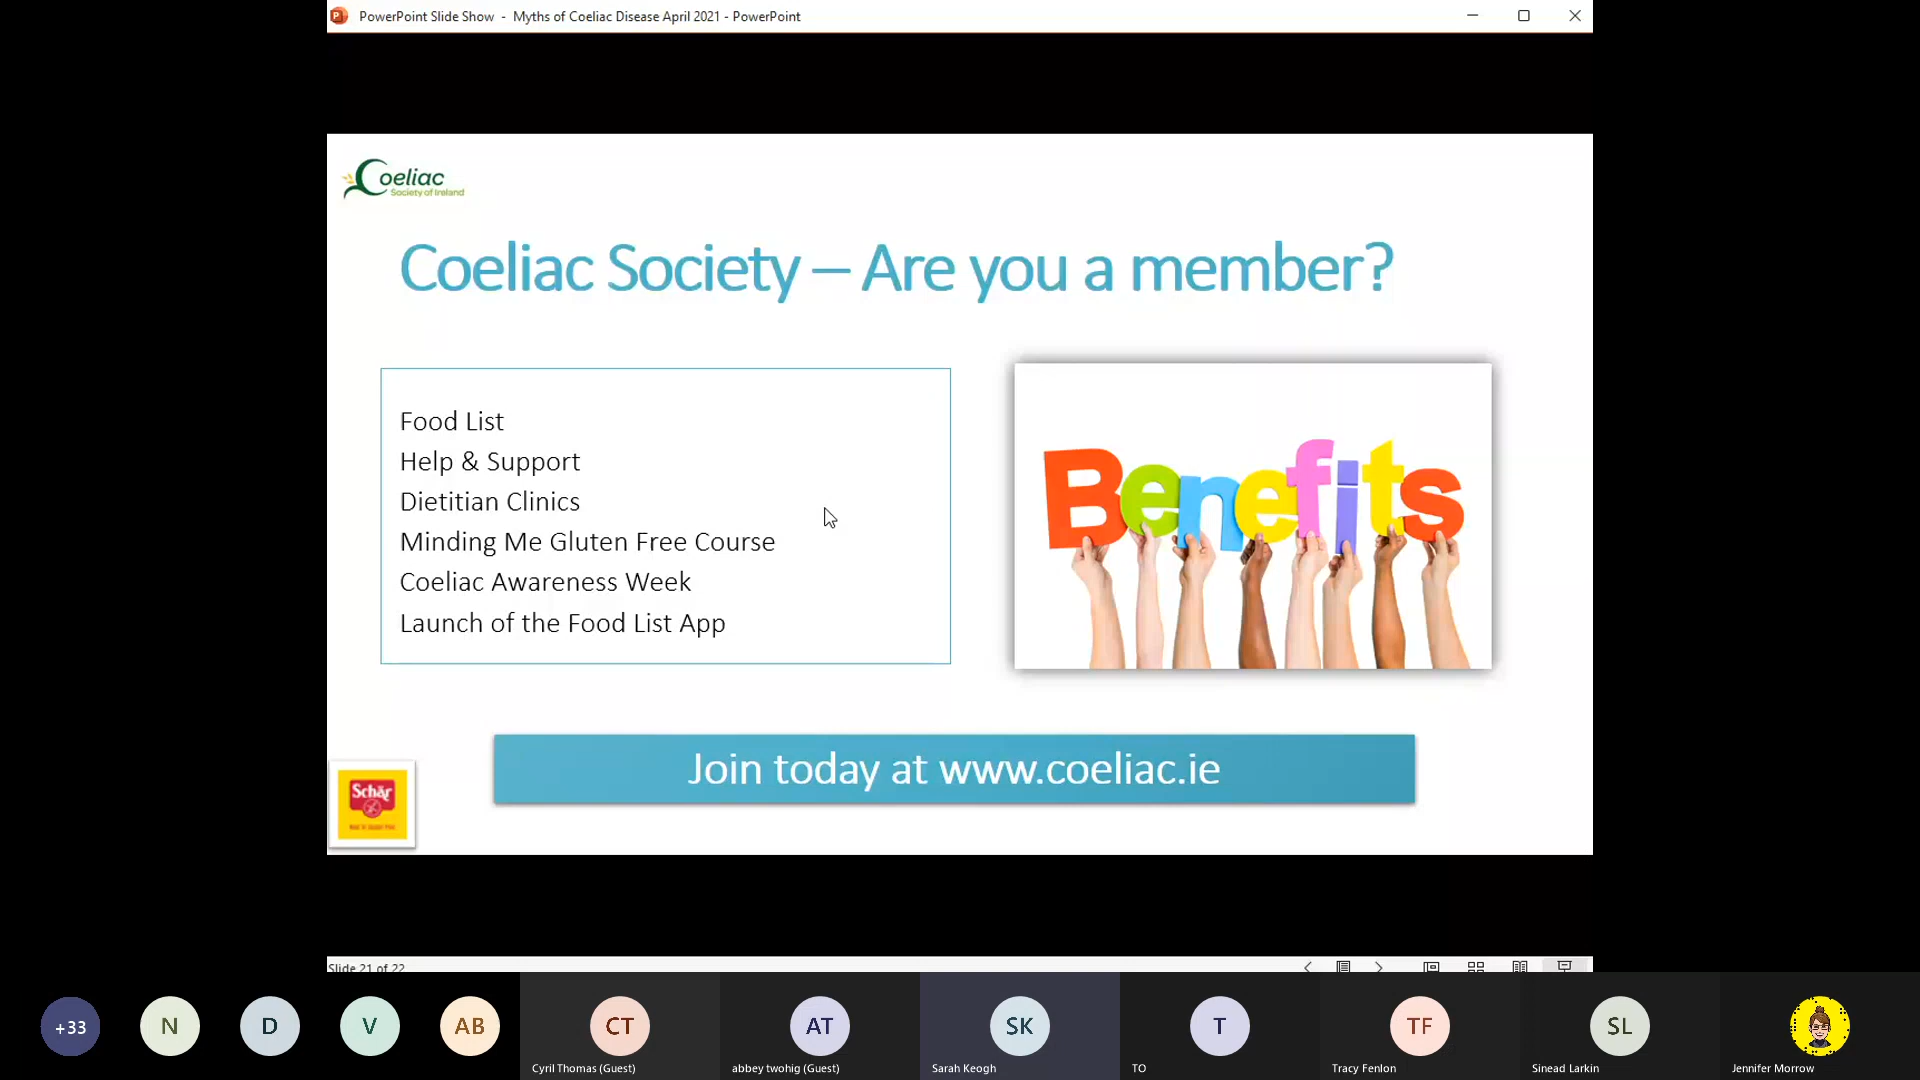 PowerPoint Slide Show - Myths of Coeliac Disease April 2021 - PowerPoint
Coeliac
Society of Ireland
Coeliac Society – Are you a member?
Food List
Help & Support
Dietitian Clinics
Minding Me Gluten Free Course
Coeliac Awareness Week
Launch of the Food List App
Benefits
Join today at www.coeliac.ie
Schär
Slide 21 of 22
+33
N
D
V
AB
CT
AT
SK
T
TF
SL
Cyril Thomas (Guest)
abbey twohig (Guest)
Sarah Keogh
TO
Tracy Fenlon
Sinead Larkin
Jennifer Morrow